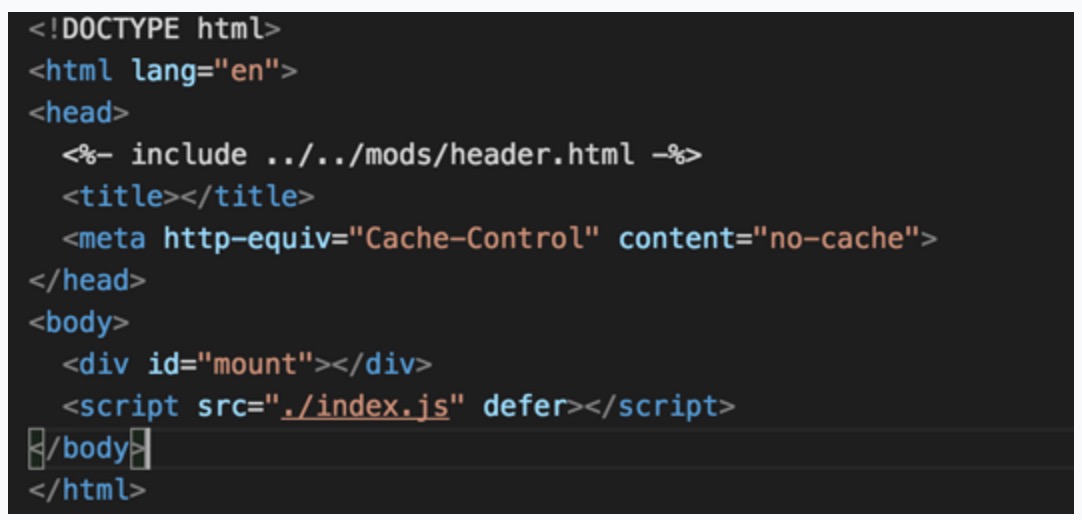 <!DOCTYPE html>
<html lang="en">
<head>
<%- include ../../mods/header.html -%>
<title></title>
<meta http-equiv="Cache-Control" content="no-cache">
</head>
<body>
<div id="mount"></div>
<script src="./index.js" defer></script>
</body>
</html>